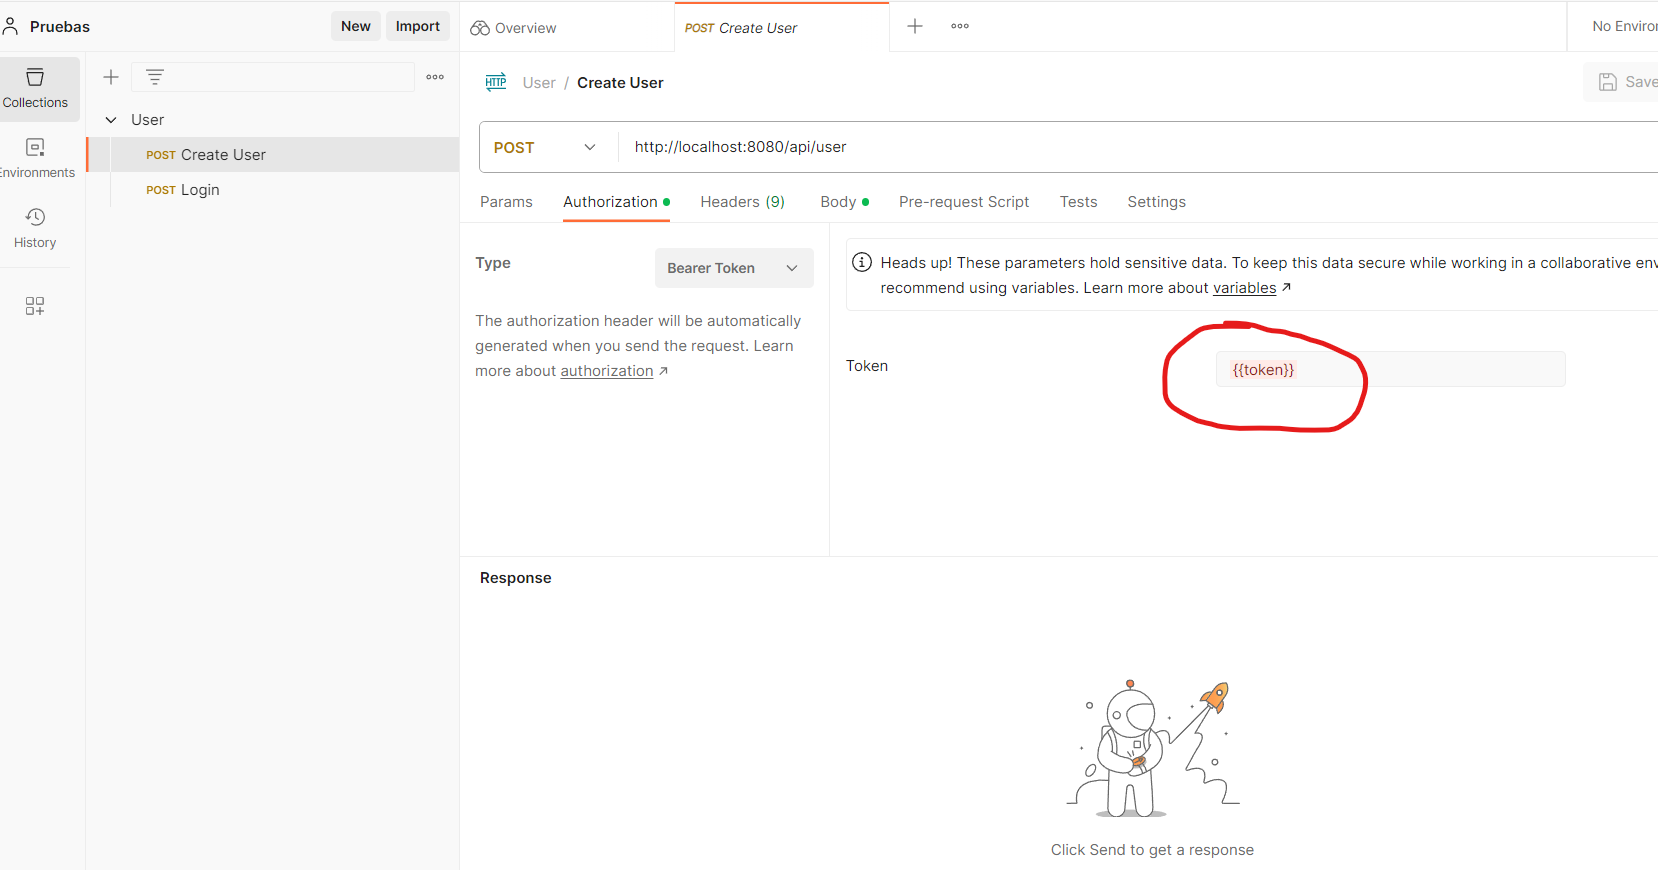 Pruebas
New
Import
Overview
POST Create User
No Enviro
Collections
HTTP
User / Create User
Save
User
POST
http://localhost:8080/api/user
POST Create User
Environments
POST Login
Params
Authorization
Headers (9)
Body
Pre-request Script
Tests
Settings
History
Type
Bearer Token
Heads up! These parameters hold sensitive data. To keep this data secure while working in a collaborative env
recommend using variables. Learn more about variables
The authorization header will be automatically
generated when you send the request. Learn
more about authorization
Token
{{token}}
Response
Click Send to get a response